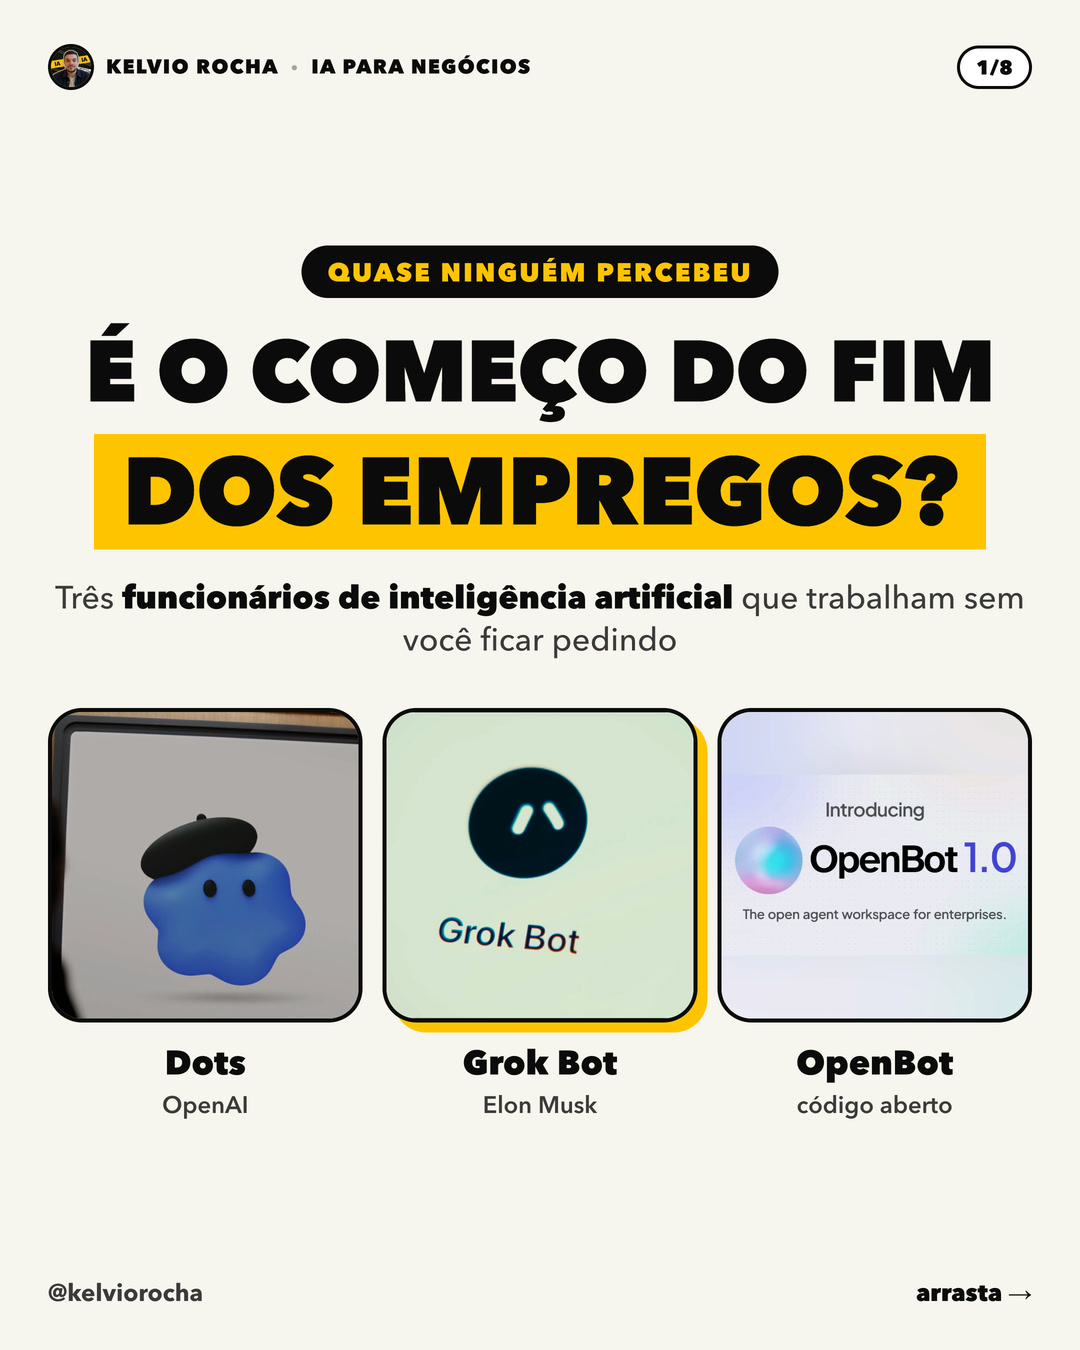 KELVIO ROCHA • IA PARA NEGÓCIOS
1/8
QUASE NINGUÉM PERCEBEU
É O COMEÇO DO FIM
DOS EMPREGOS?
Três funcionários de inteligência artificial que trabalham sem
você ficar pedindo
Grok Bot
Introducing
OpenBot 1.0
The open agent workspace for enterprises.
Dots
OpenAI
Grok Bot
Elon Musk
OpenBot
código aberto
@kelviorocha
arrasta →